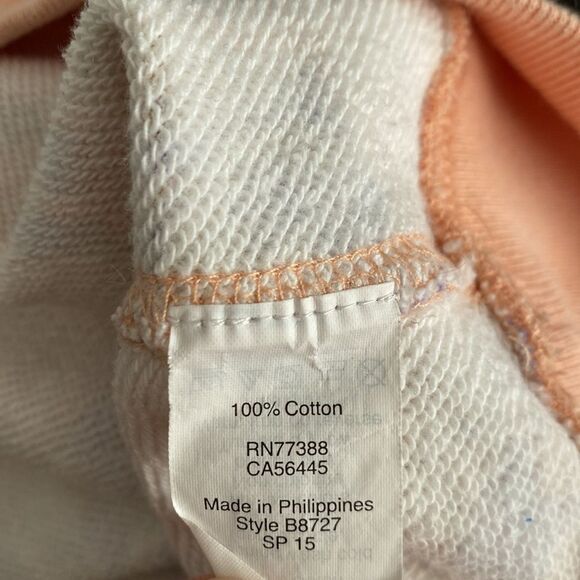 100% Cotton
RN77388
CA56445
Made in Philippines
Style B8727
SP 15